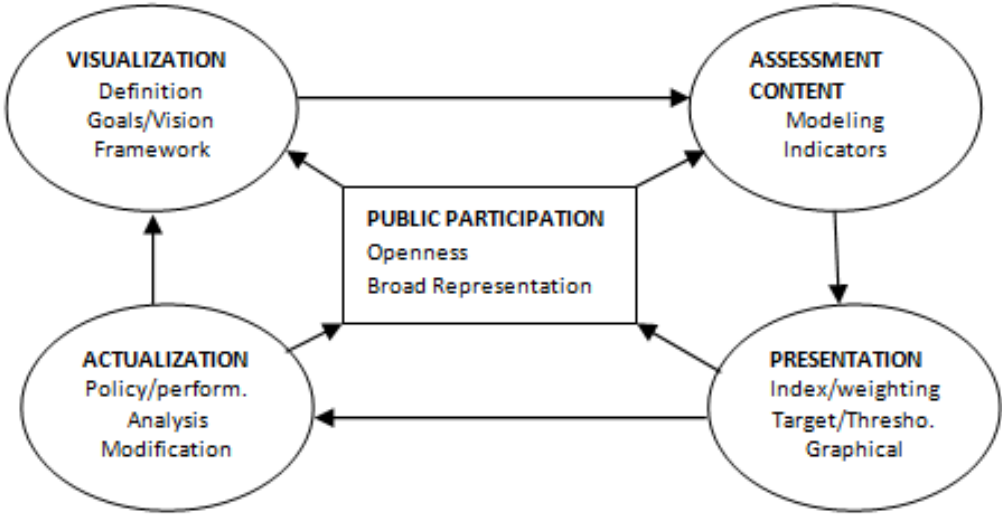 VISUALIZATION
Definition
Goals/Vision
Framework
ASSESSMENT
CONTENT
Modeling
Indicators
PUBLIC PARTICIPATION
Openness
Broad Representation
ACTUALIZATION
Policy/perform.
Analysis
Modification
PRESENTATION
Index/weighting
Target/Thresho.
Graphical